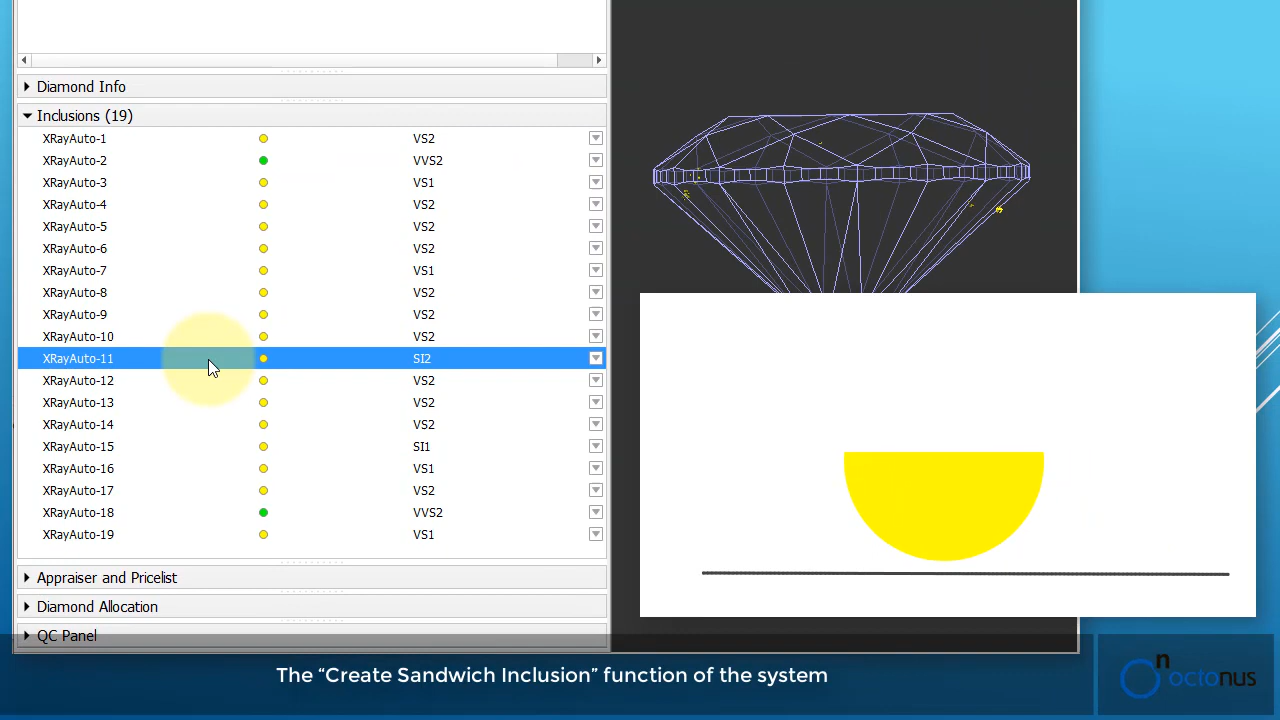 Diamond Info
Inclusions (19)
XRayAuto-1 VS2
XRayAuto-2 VVS2
XRayAuto-3 VS1
XRayAuto-4 VS2
XRayAuto-5 VS2
XRayAuto-6 VS2
XRayAuto-7 VS1
XRayAuto-8 VS2
XRayAuto-9 VS2
XRayAuto-10 VS2
XRayAuto-11 SI2
XRayAuto-12 VS2
XRayAuto-13 VS2
XRayAuto-14 VS2
XRayAuto-15 SI1
XRayAuto-16 VS1
XRayAuto-17 VS2
XRayAuto-18 VVS2
XRayAuto-19 VS1
Appraiser and Pricelist
Diamond Allocation
QC Panel
The “Create Sandwich Inclusion” function of the system
n
octonus